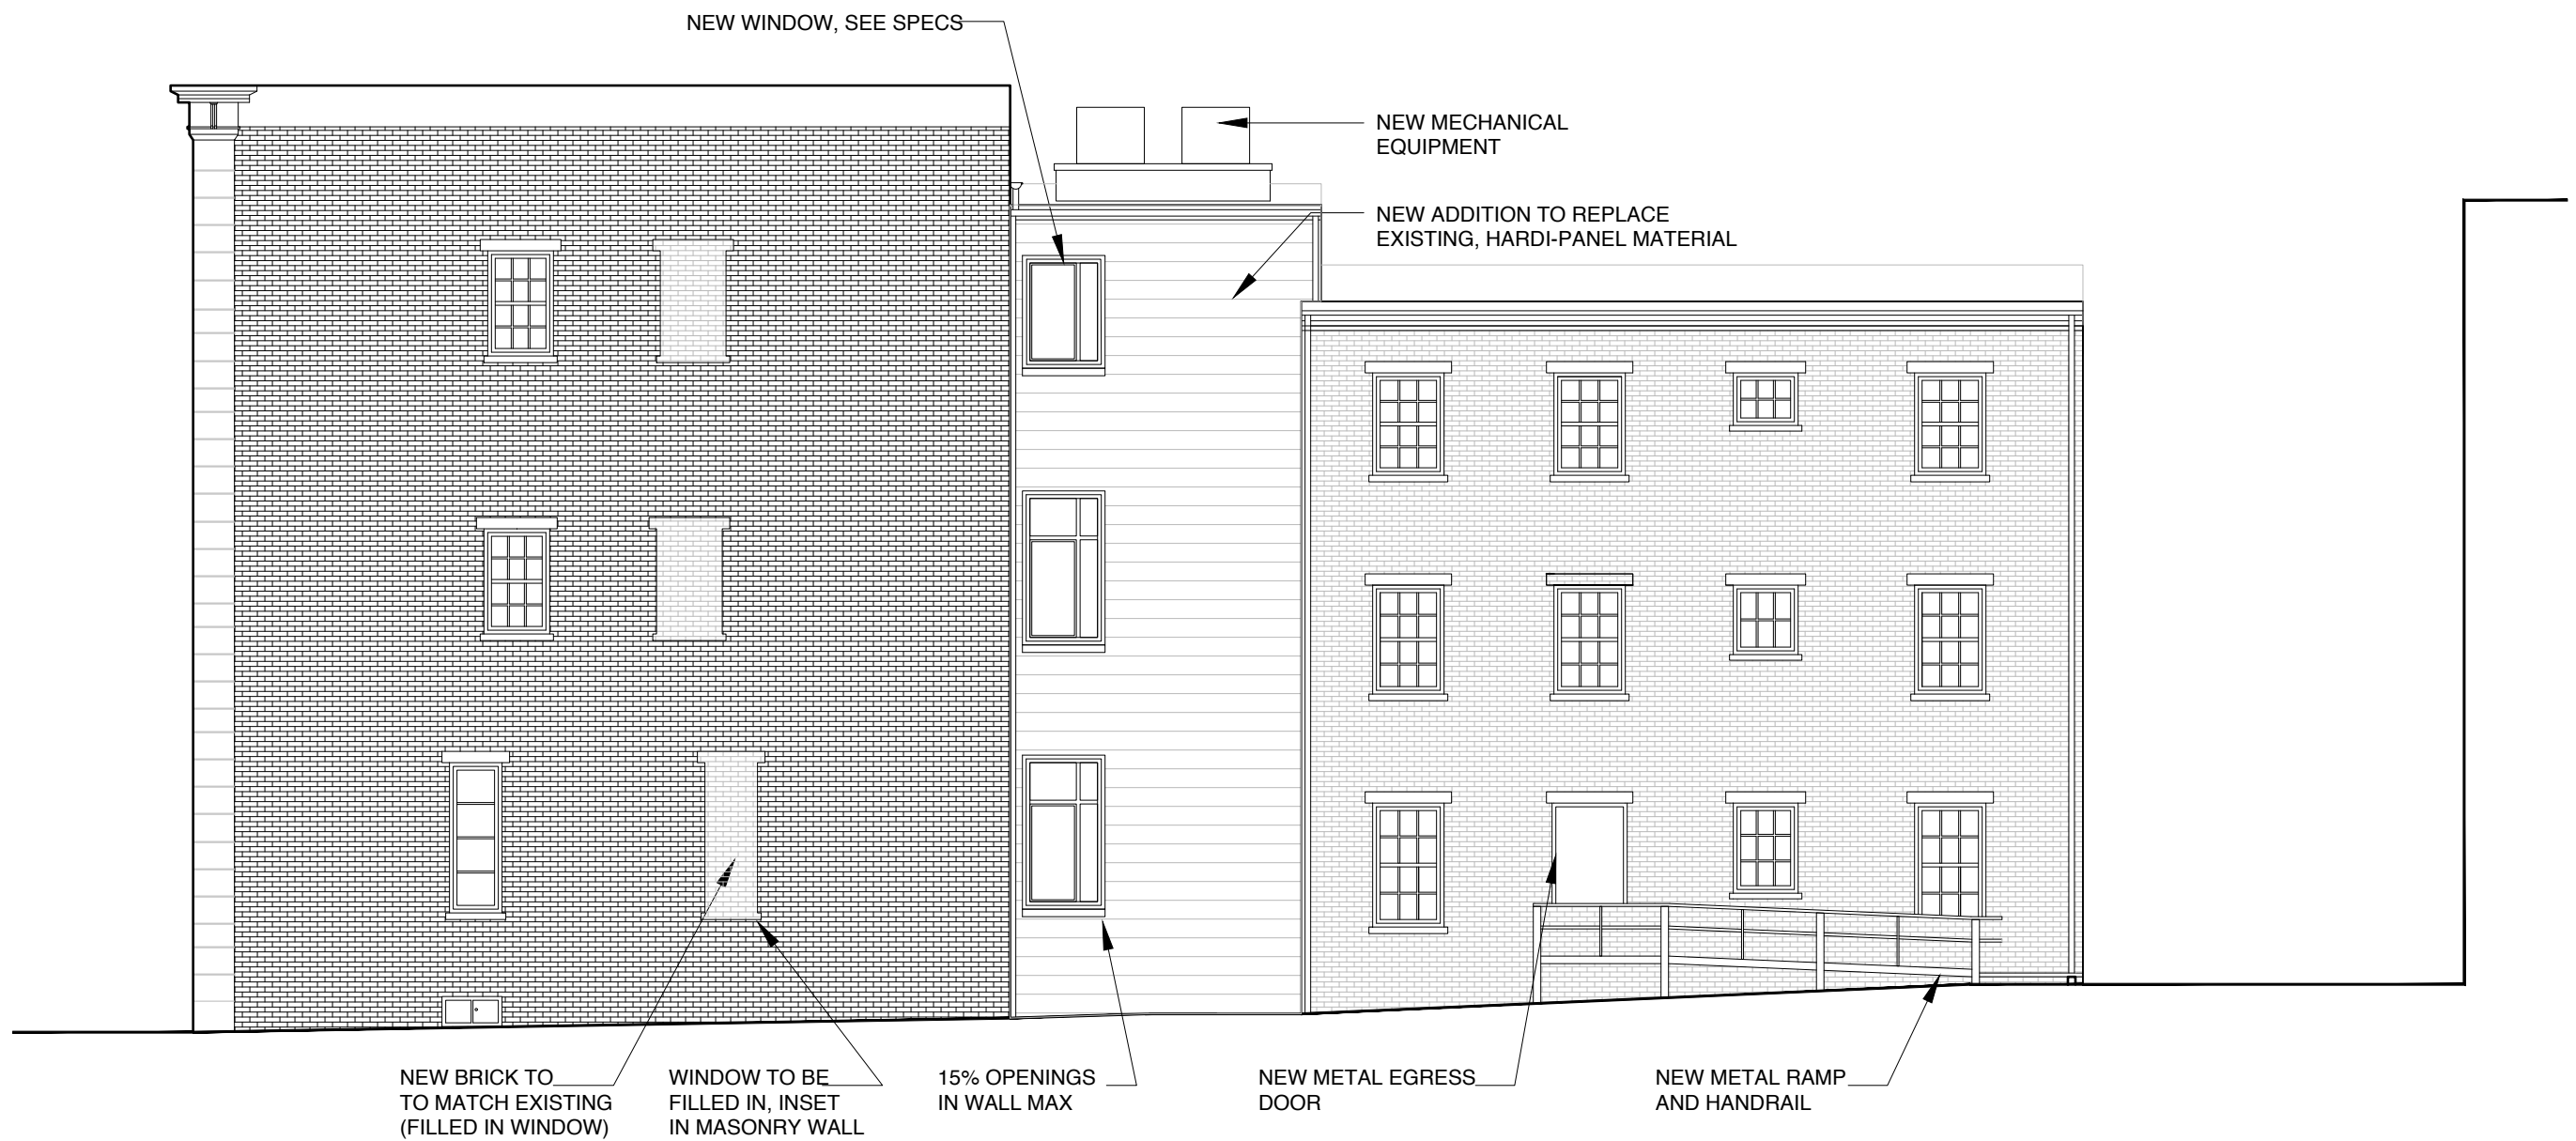 NEW WINDOW, SEE SPECS
NEW MECHANICAL
EQUIPMENT
NEW ADDITION TO REPLACE
EXISTING, HARDI-PANEL MATERIAL
NEW BRICK TO
TO MATCH EXISTING
(FILLED IN WINDOW)
WINDOW TO BE
FILLED IN, INSET
IN MASONRY WALL
15% OPENINGS
IN WALL MAX
NEW METAL EGRESS
DOOR
NEW METAL RAMP
AND HANDRAIL